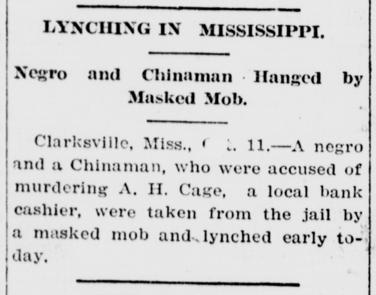 LYNCHING IN MISSISSIPPI.
Negro and Chinaman Hanged by
Masked Mob.
Clarksville, Miss., 11.—A negro
and a Chinaman, who were accused of
murdering A. H. Cage, a local bank
cashier, were taken from the jail by
a masked mob and lynched early to-
day.